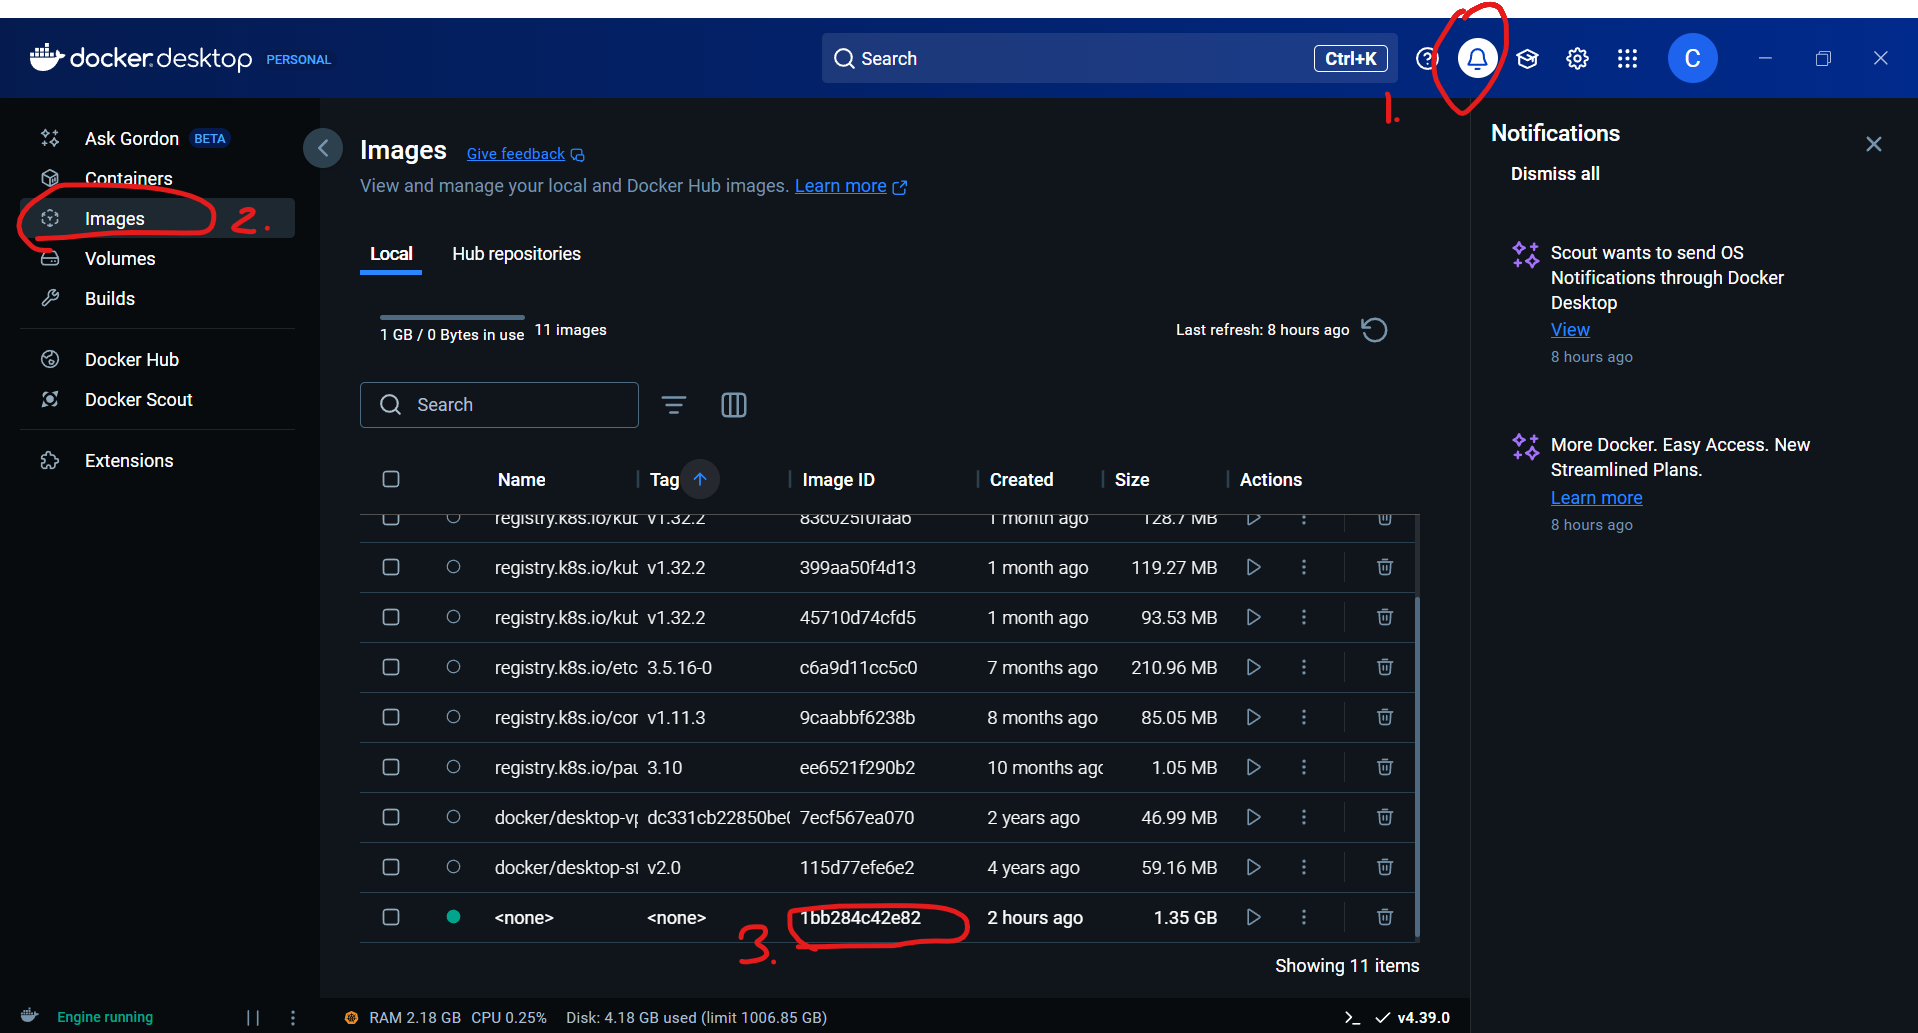 docker.desktop PERSONAL
Search Ctrl+K
C
1.
Ask Gordon BETA
Containers
Images 2.
Volumes
Builds
Docker Hub
Docker Scout
Extensions
Images Give feedback
View and manage your local and Docker Hub images. Learn more
Local Hub repositories
1 GB / 0 Bytes in use 11 images
Last refresh: 8 hours ago
Search
Name Tag Image ID Created Size Actions
registry.k8s.io/kub v1.32.2 83c025f0faa6 1 month ago 128.7 MB
registry.k8s.io/kub v1.32.2 399aa50f4d13 1 month ago 119.27 MB
registry.k8s.io/kub v1.32.2 45710d74cfd5 1 month ago 93.53 MB
registry.k8s.io/etc 3.5.16-0 c6a9d11cc5c0 7 months ago 210.96 MB
registry.k8s.io/cor v1.11.3 9caabbf6238b 8 months ago 85.05 MB
registry.k8s.io/pau 3.10 ee6521f290b2 10 months ago 1.05 MB
docker/desktop-vp dc331cb22850be0 7ecf567ea070 2 years ago 46.99 MB
docker/desktop-st v2.0 115d77efe6e2 4 years ago 59.16 MB
<none> <none> 1bb284c42e82 2 hours ago 1.35 GB
3.
Showing 11 items
Notifications
Dismiss all
Scout wants to send OS
Notifications through Docker
Desktop
View
8 hours ago
More Docker. Easy Access. New
Streamlined Plans.
Learn more
8 hours ago
Engine running
RAM 2.18 GB CPU 0.25% Disk: 4.18 GB used (limit 1006.85 GB)
v4.39.0